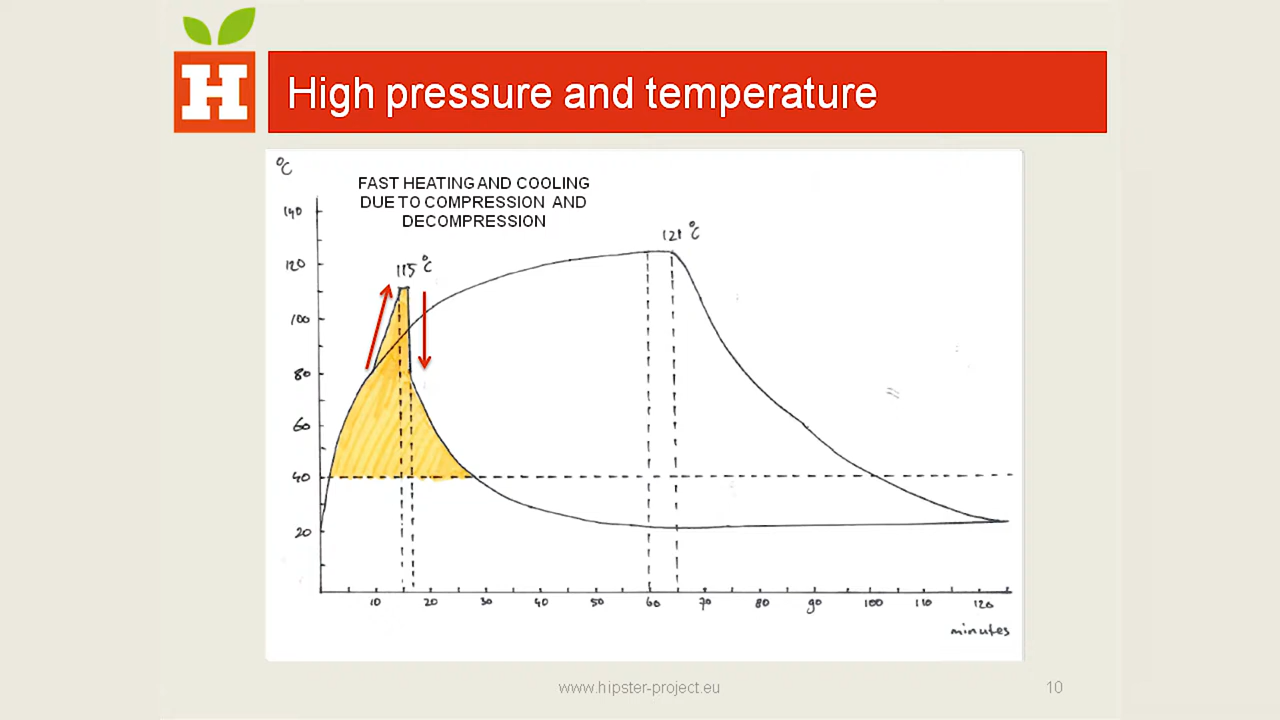 H
High pressure and temperature
°C
FAST HEATING AND COOLING
DUE TO COMPRESSION AND
DECOMPRESSION
140
120
100
80
60
40
20
115 °C
121 °C
10 20 30 40 50 60 70 80 90 100 110 120
minutes
www.hipster-project.eu
10